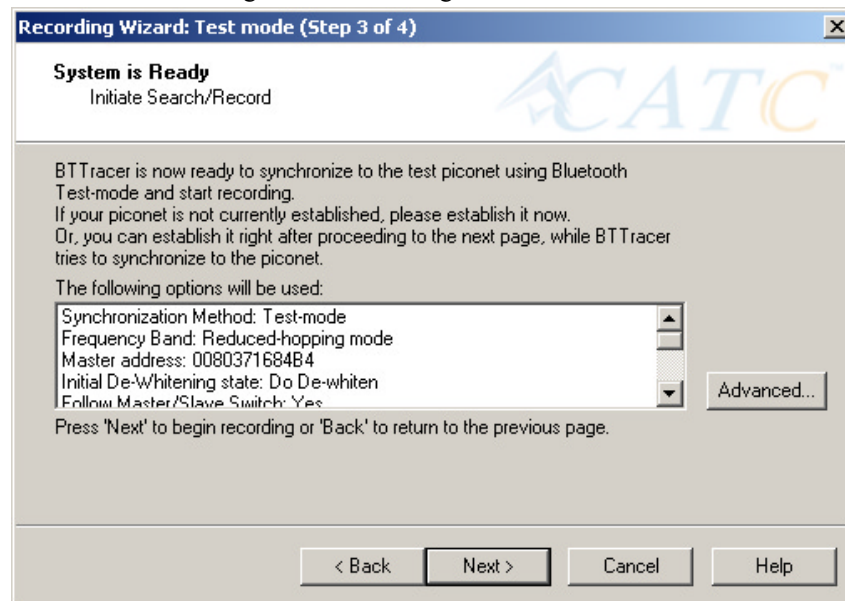 Recording Wizard: Test mode (Step 3 of 4)
System is Ready
Initiate Search/Record
CATC
BTTracer is now ready to synchronize to the test piconet using Bluetooth
Test-mode and start recording.
If your piconet is not currently established, please establish it now.
Or, you can establish it right after proceeding to the next page, while BTTracer
tries to synchronize to the piconet.
The following options will be used:
Synchronization Method: Test-mode
Frequency Band: Reduced-hopping mode
Master address: 0080371684B4
Initial De-Whitening state: Do De-whiten
Follow Master/Slave Switch: Yes
Advanced...
Press 'Next' to begin recording or 'Back' to return to the previous page.
< Back
Next >
Cancel
Help